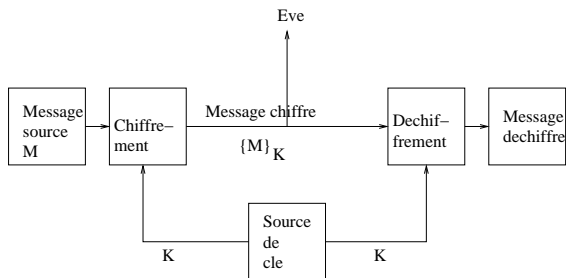 Eve
Message
source
M
Chiffre−
ment
Message chiffre
{M}K
Dechif−
frement
Message
dechiffre
Source
de
cle
K
K